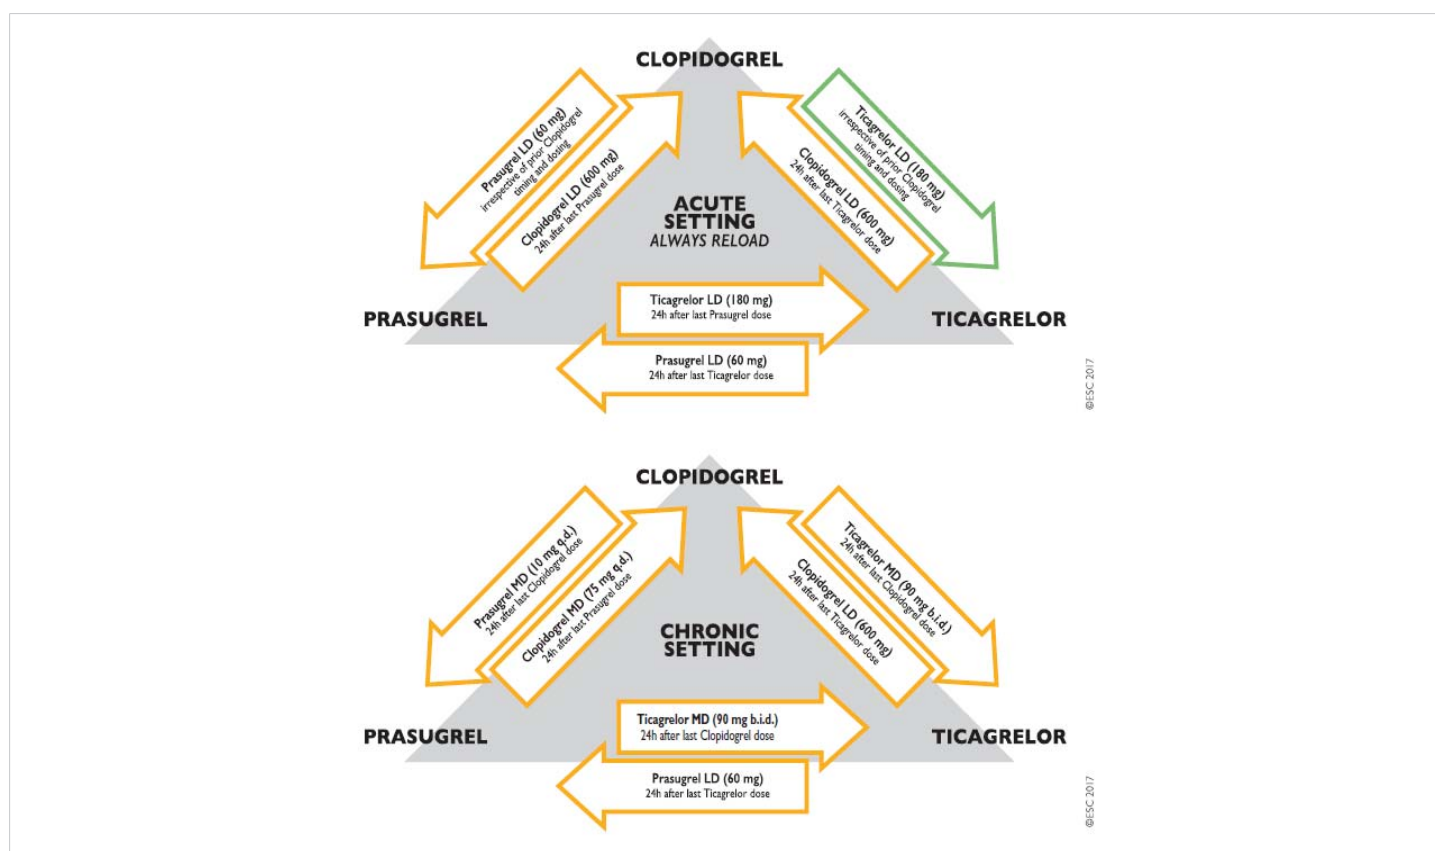 CLOPIDOGREL
Prasugrel LD (60 mg)
irrespective of prior Clopidogrel
timing and dosing
Clopidogrel LD (600 mg)
24h after last Prasugrel dose
Ticagrelor LD (180 mg)
irrespective of prior Clopidogrel
timing and dosing
Clopidogrel LD (600 mg)
24h after last Ticagrelor dose
ACUTE
SETTING
ALWAYS RELOAD
PRASUGREL
Ticagrelor LD (180 mg)
24h after last Prasugrel dose
TICAGRELOR
Prasugrel LD (60 mg)
24h after last Ticagrelor dose
©ESC 2017
CLOPIDOGREL
Prasugrel MD (10 mg q.d.)
24h after last Clopidogrel dose
Clopidogrel MD (75 mg q.d.)
24h after last Prasugrel dose
Ticagrelor MD (90 mg b.i.d.)
24h after last Clopidogrel dose
Clopidogrel LD (600 mg)
24h after last Ticagrelor dose
CHRONIC
SETTING
PRASUGREL
Ticagrelor MD (90 mg b.i.d.)
24h after last Clopidogrel dose
TICAGRELOR
Prasugrel LD (60 mg)
24h after last Ticagrelor dose
©ESC 2017